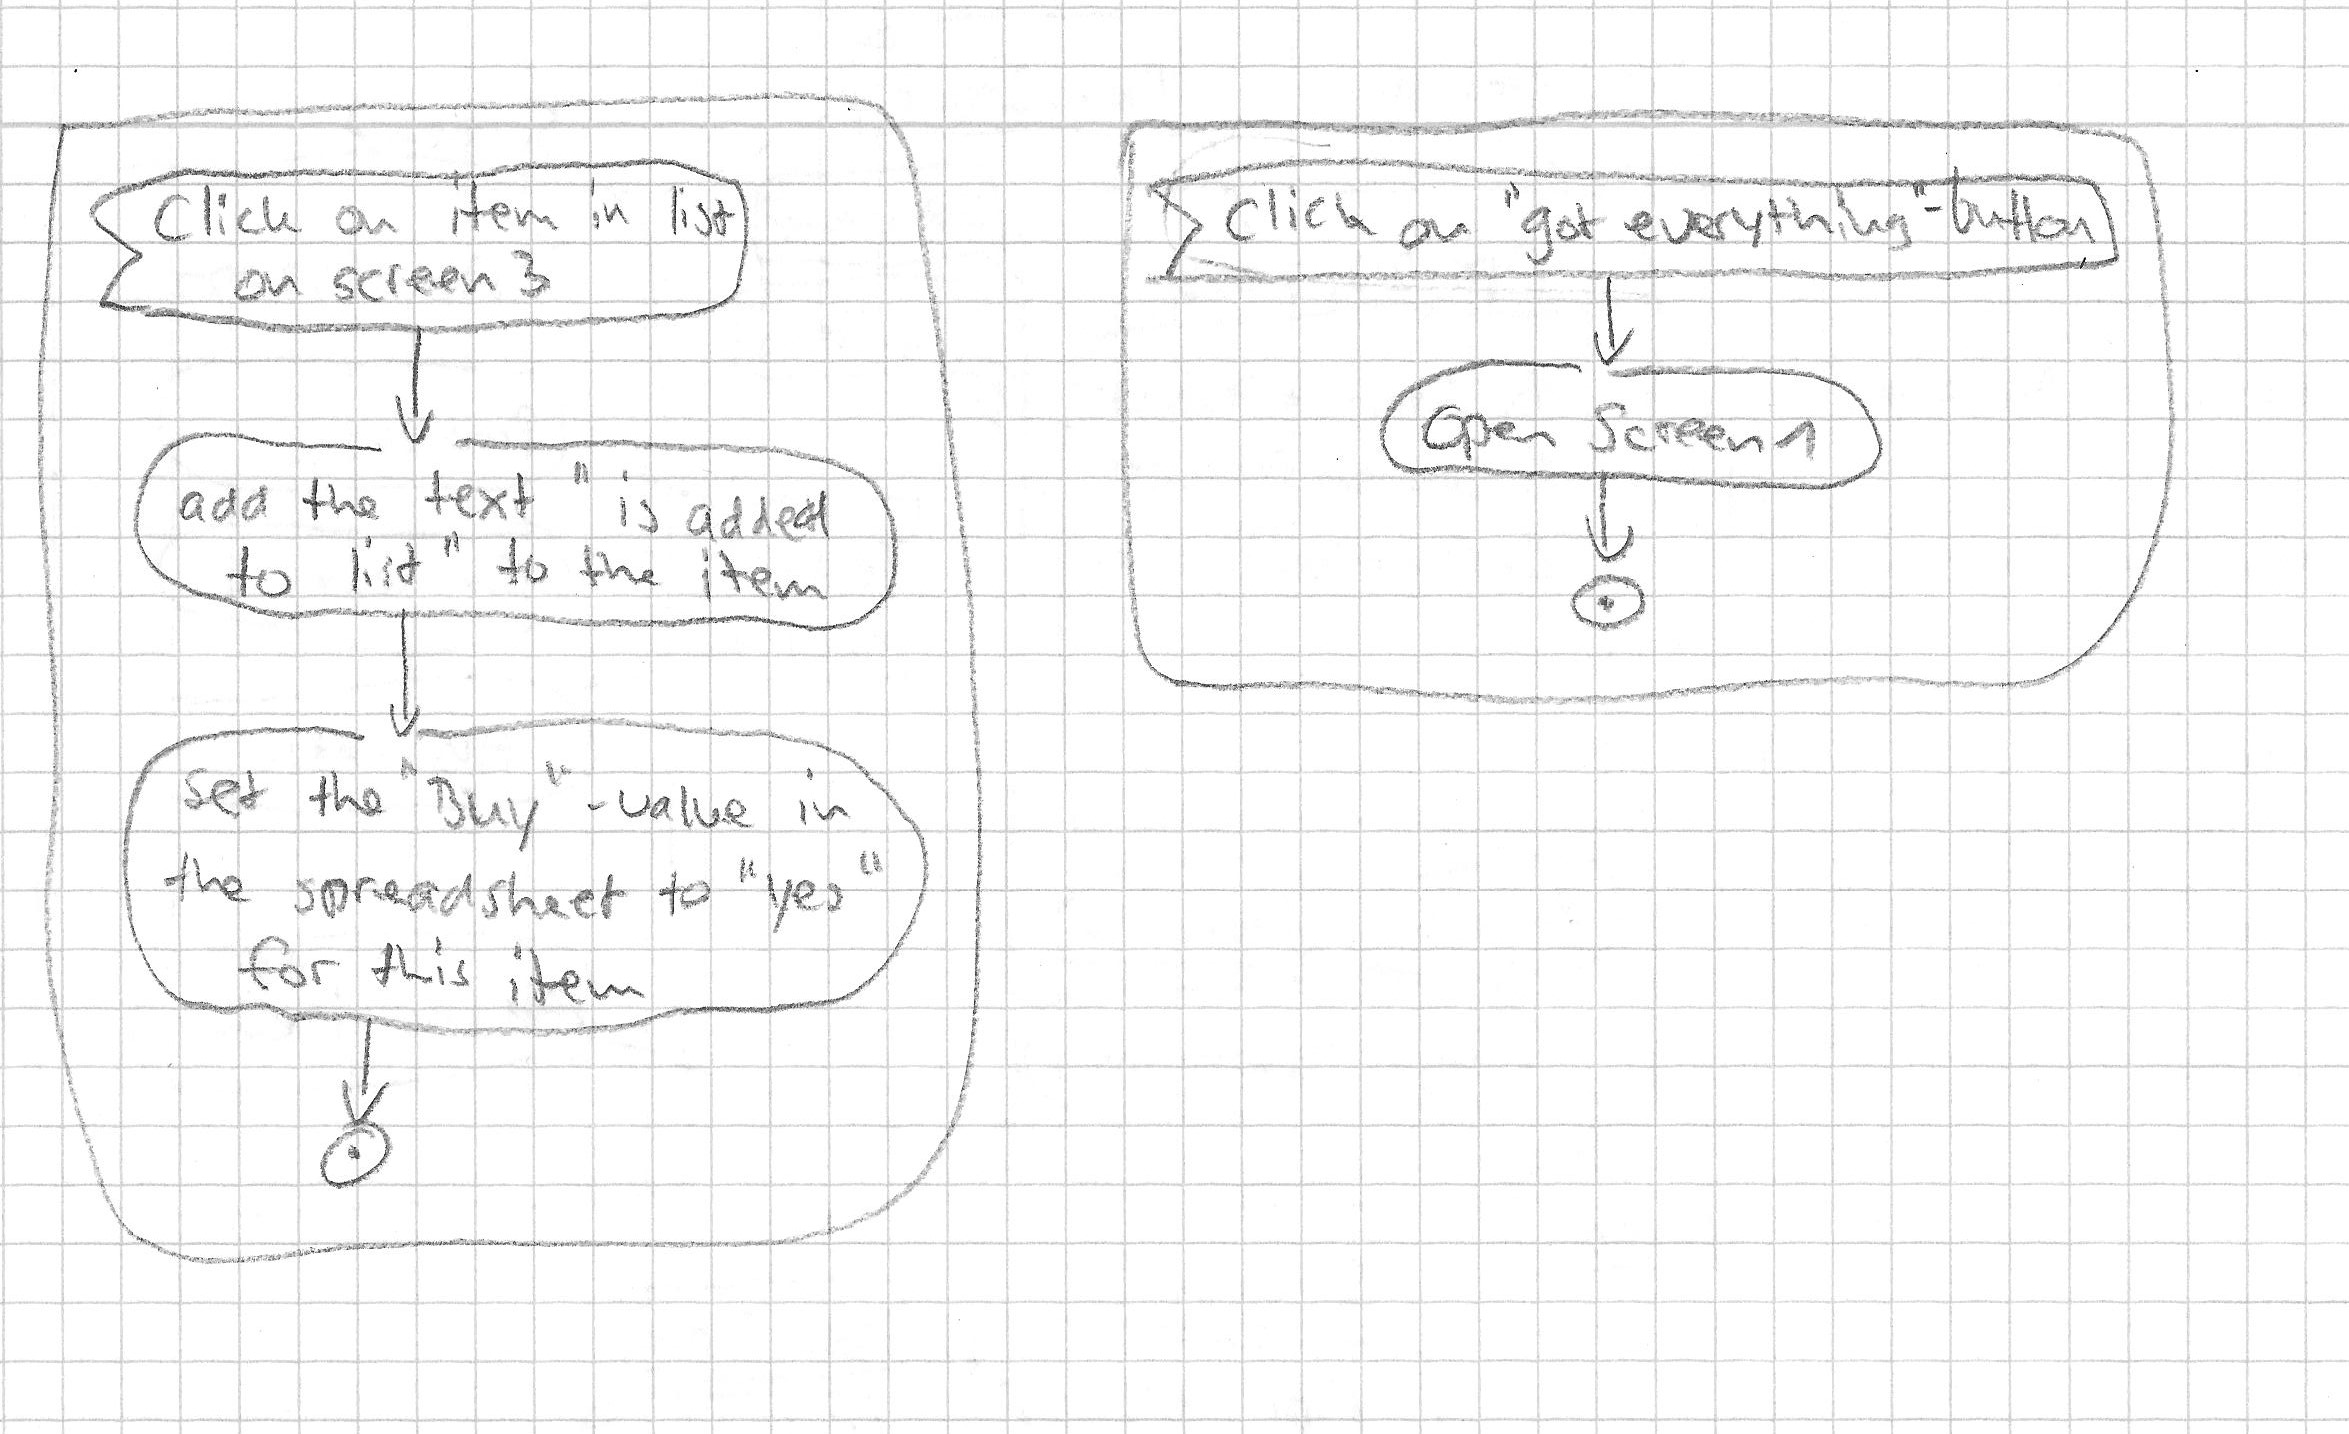 Click on item in list
on screen 3
add the text "is added
to list" to the item
set the "Buy"-value in
the spreadsheet to "yes"
for this item
Click on "got everything"-button
Open Screen 1